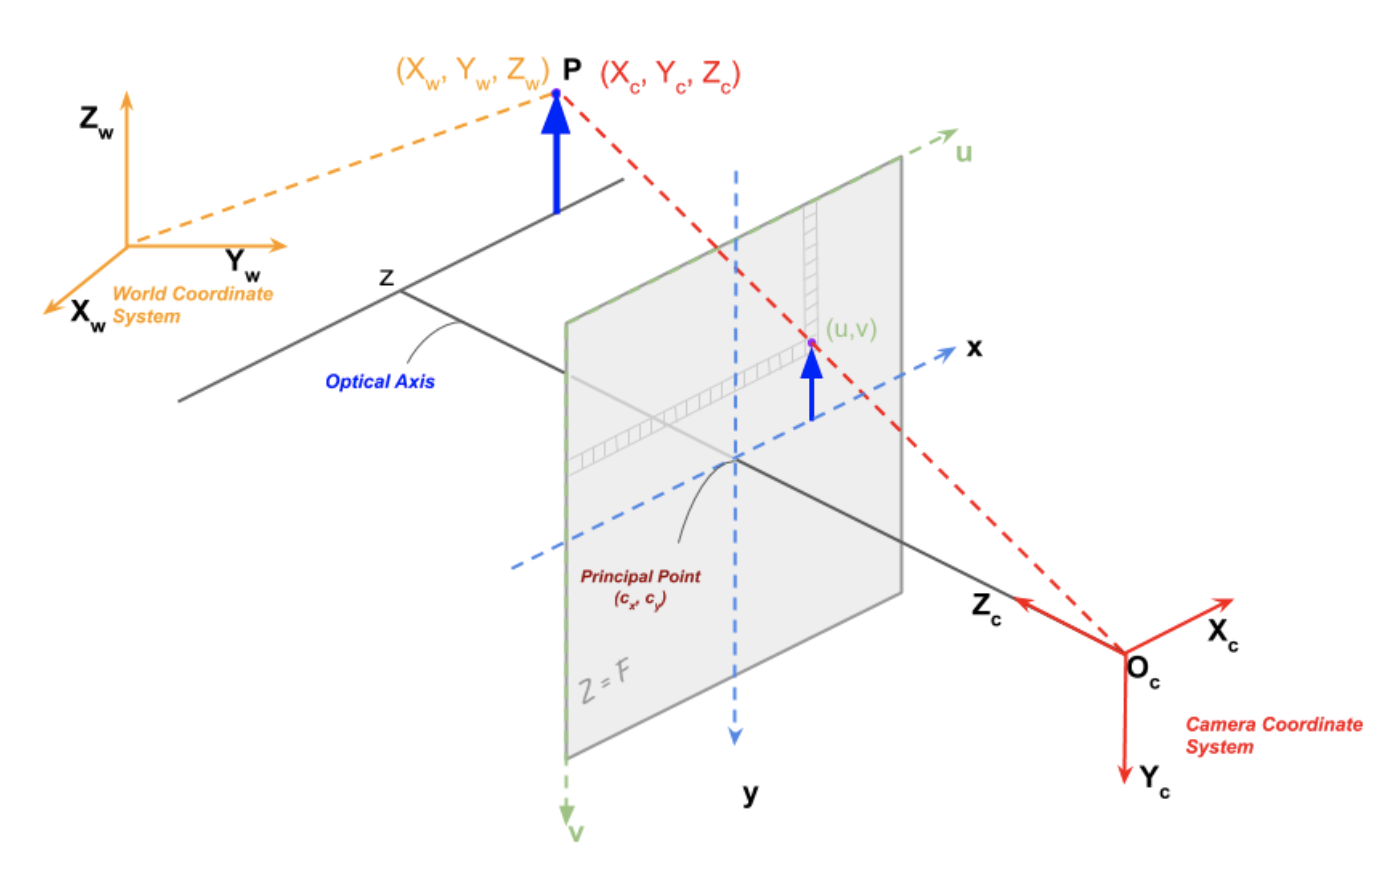 (Xw, Yw, Zw) P (Xc, Yc, Zc)
Zw
u
Yw
z
World Coordinate
System
Xw
(u,v)
x
Optical Axis
Principal Point
(cx, cy)
Zc
Xc
Oc
Z = F
Camera Coordinate
System
Yc
y
v